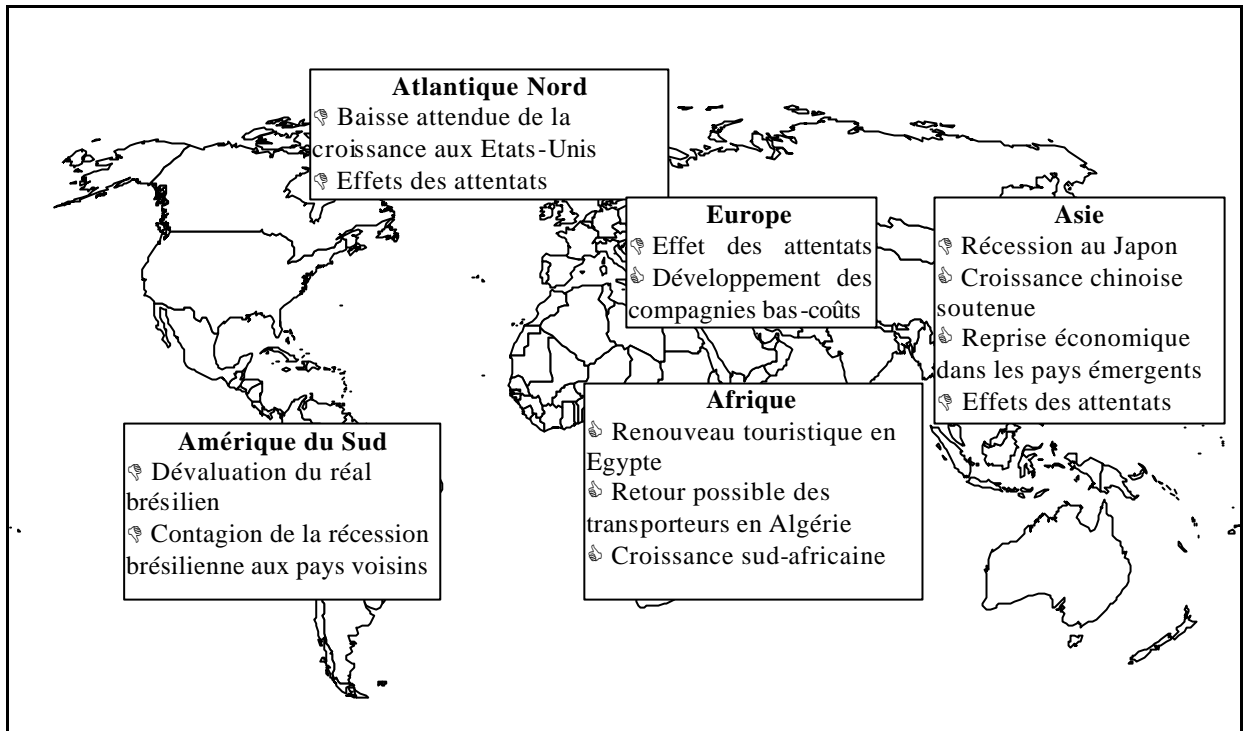 Atlantique Nord
👎 Baisse attendue de la
croissance aux Etats-Unis
👎 Effets des attentats
Europe
👎 Effet des attentats
👍 Développement des
compagnies bas-coûts
Asie
👎 Récession au Japon
👍 Croissance chinoise
soutenue
👍 Reprise économique
dans les pays émergents
👎 Effets des attentats
Afrique
👍 Renouveau touristique en
Egypte
👍 Retour possible des
transporteurs en Algérie
👍 Croissance sud-africaine
Amérique du Sud
👎 Dévaluation du réal
brésilien
👎 Contagion de la récession
brésilienne aux pays voisins